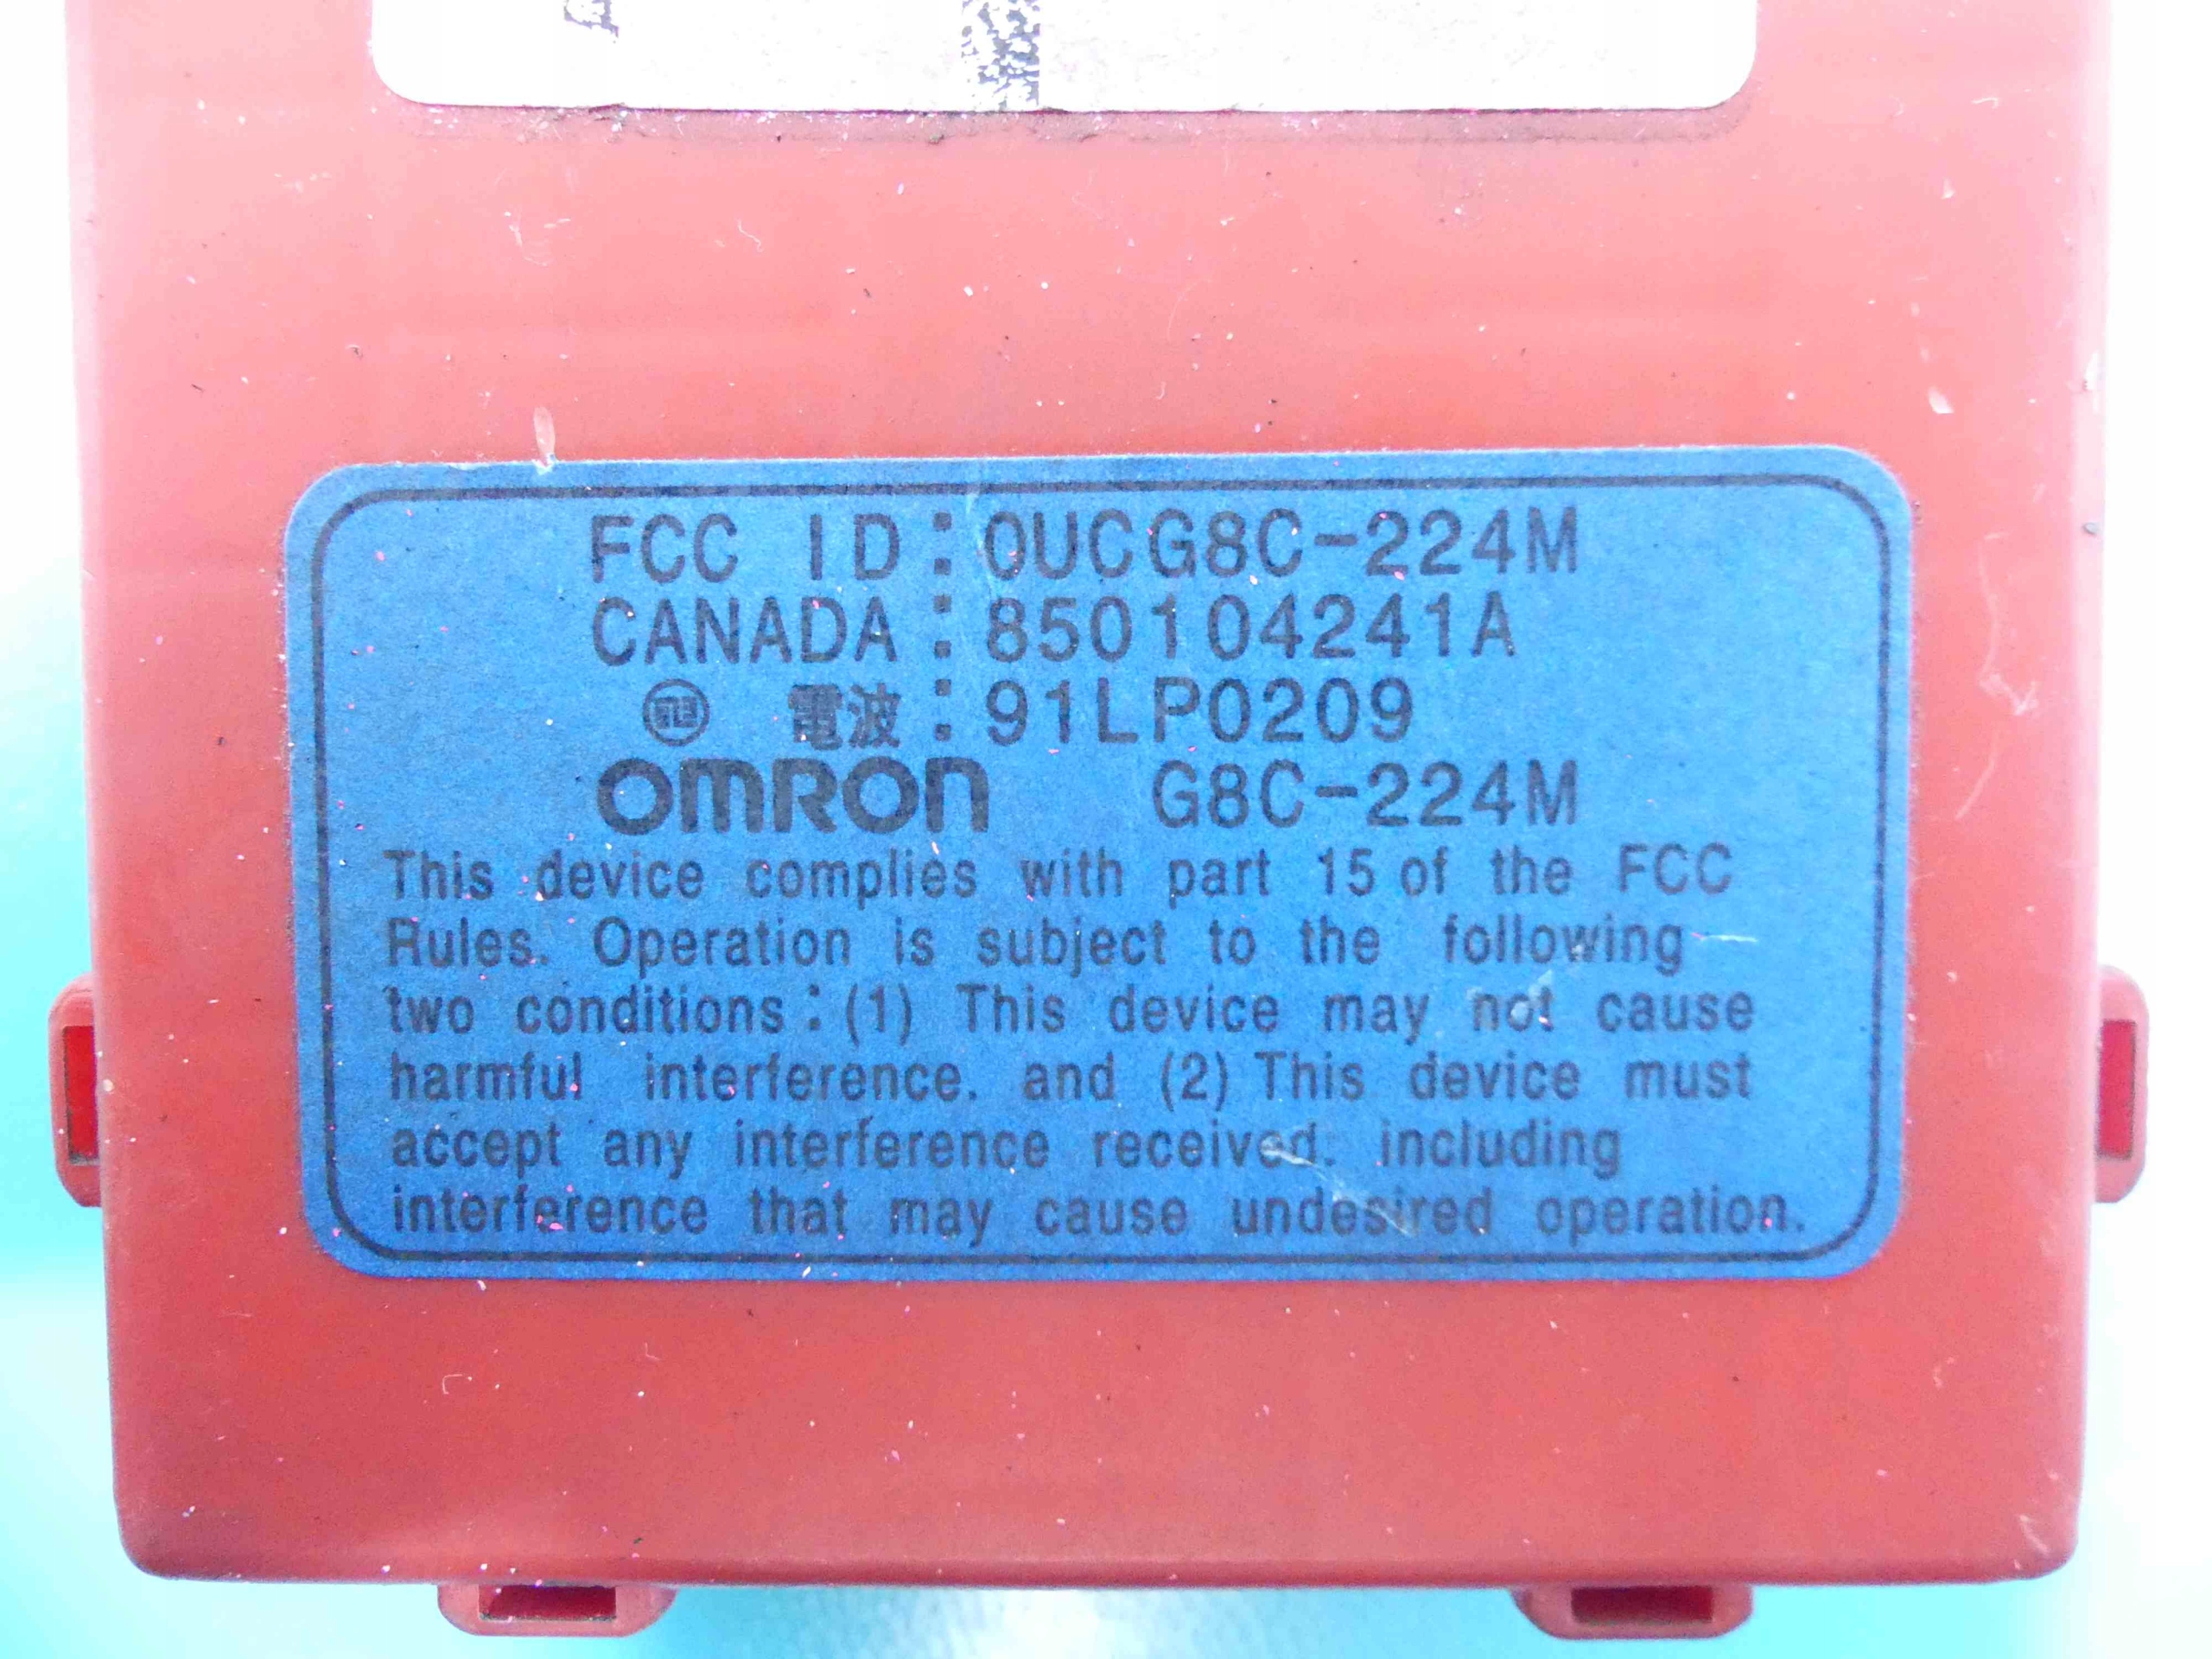 FCC ID:0UCG8C-224M
CANADA:850104241A
電波:91LP0209
OMRON G8C-224M
This device complies with part 15 of the FCC
Rules. Operation is subject to the following
two conditions:(1) This device may not cause
harmful interference. and (2) This device must
accept any interference received. including
interference that may cause undesired operation.